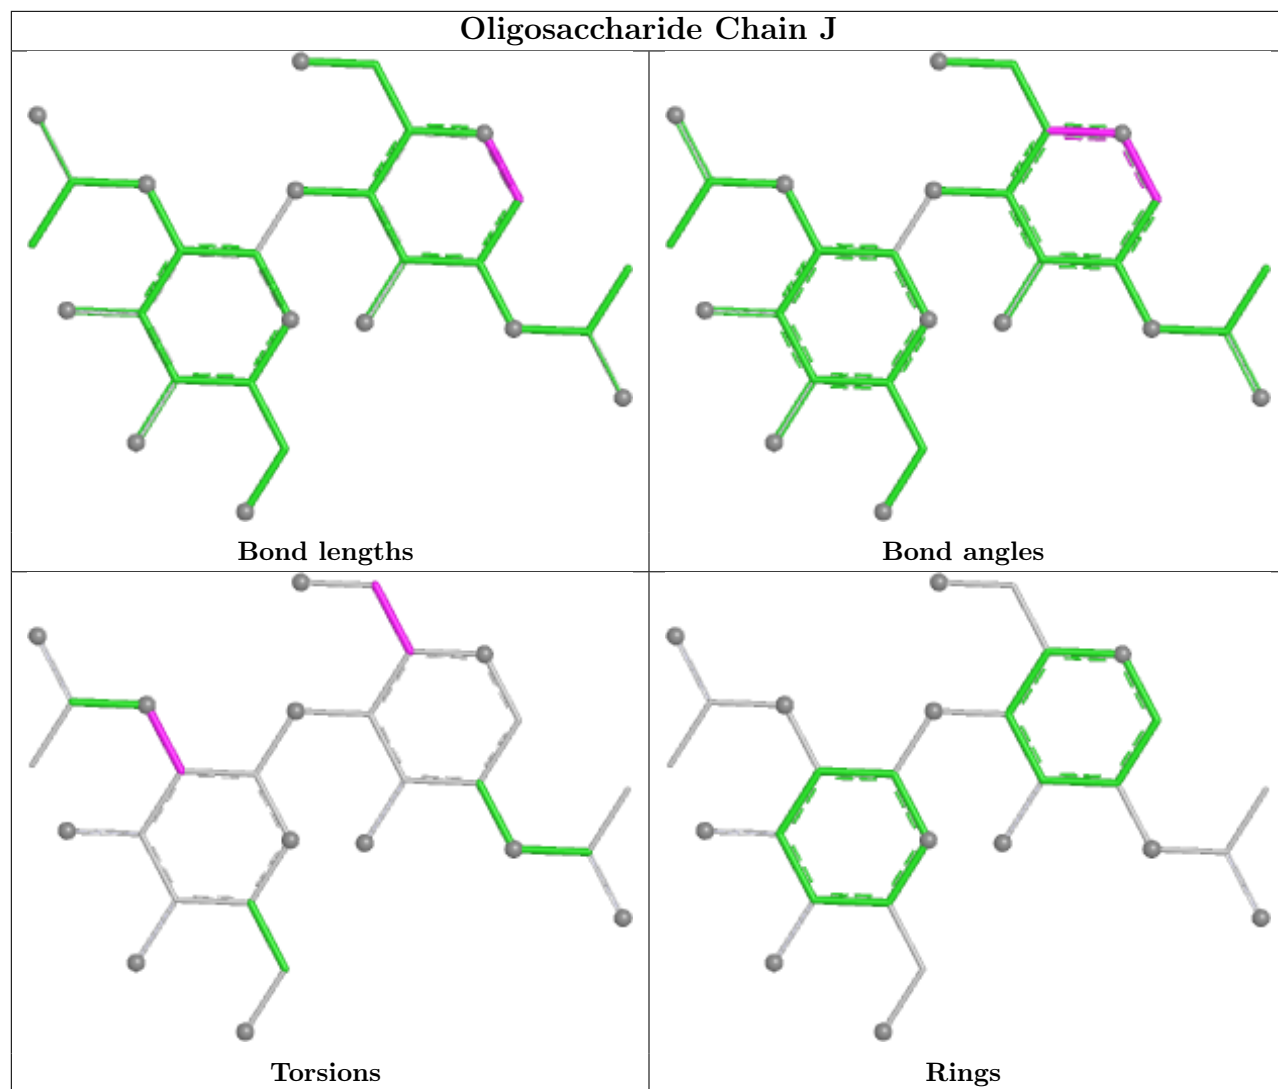 Oligosaccharide Chain J
Bond lengths
Bond angles
Torsions
Rings